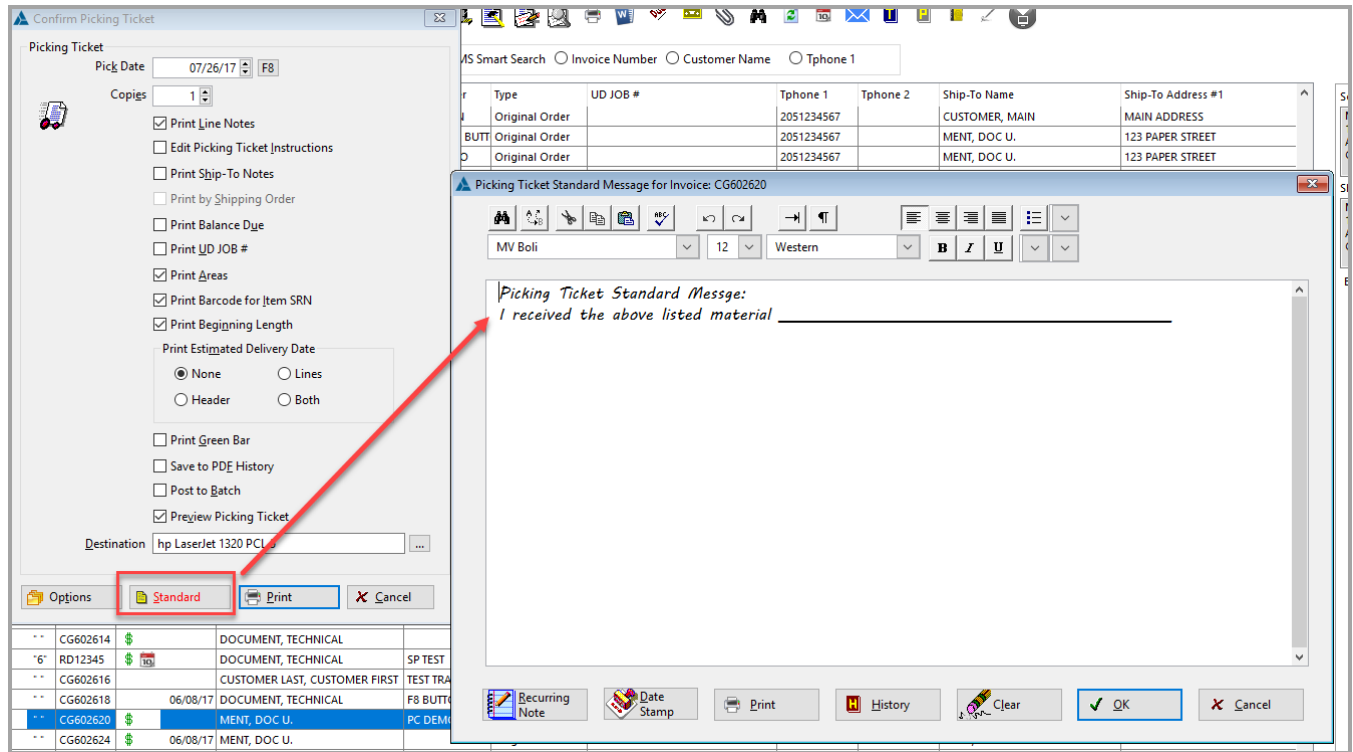 Confirm Picking Ticket
Picking Ticket
Pick Date 07/26/17 F8
Copies 1
Print Line Notes
Edit Picking Ticket Instructions
Print Ship-To Notes
Print by Shipping Order
Print Balance Due
Print UD JOB #
Print Areas
Print Barcode for Item SRN
Print Beginning Length
Print Estimated Delivery Date
None Lines
Header Both
Print Green Bar
Save to PDF History
Post to Batch
Preview Picking Ticket
Destination hp LaserJet 1320 PCL
...
Options Standard Print Cancel
Smart Search Invoice Number Customer Name Tphone 1
Type UD JOB # Tphone 1 Tphone 2 Ship-To Name Ship-To Address #1
Original Order 2051234567 CUSTOMER, MAIN MAIN ADDRESS
BUTT Original Order 2051234567 MENT, DOC U. 123 PAPER STREET
Original Order 2051234567 MENT, DOC U. 123 PAPER STREET
Picking Ticket Standard Message for Invoice: CG602620
MV Boli 12 Western B I U
Picking Ticket Standard Messge:
I received the above listed material
Recurring Note Date Stamp Print History Clear OK Cancel
" " CG602614 $ DOCUMENT, TECHNICAL
"6" RD12345 $ DOCUMENT, TECHNICAL SP TEST
" " CG602616 CUSTOMER LAST, CUSTOMER FIRST TEST TRA
" " CG602618 06/08/17 DOCUMENT, TECHNICAL F8 BUTT
" " CG602620 $ MENT, DOC U. PC DEM
" " CG602624 $ 06/08/17 MENT, DOC U.